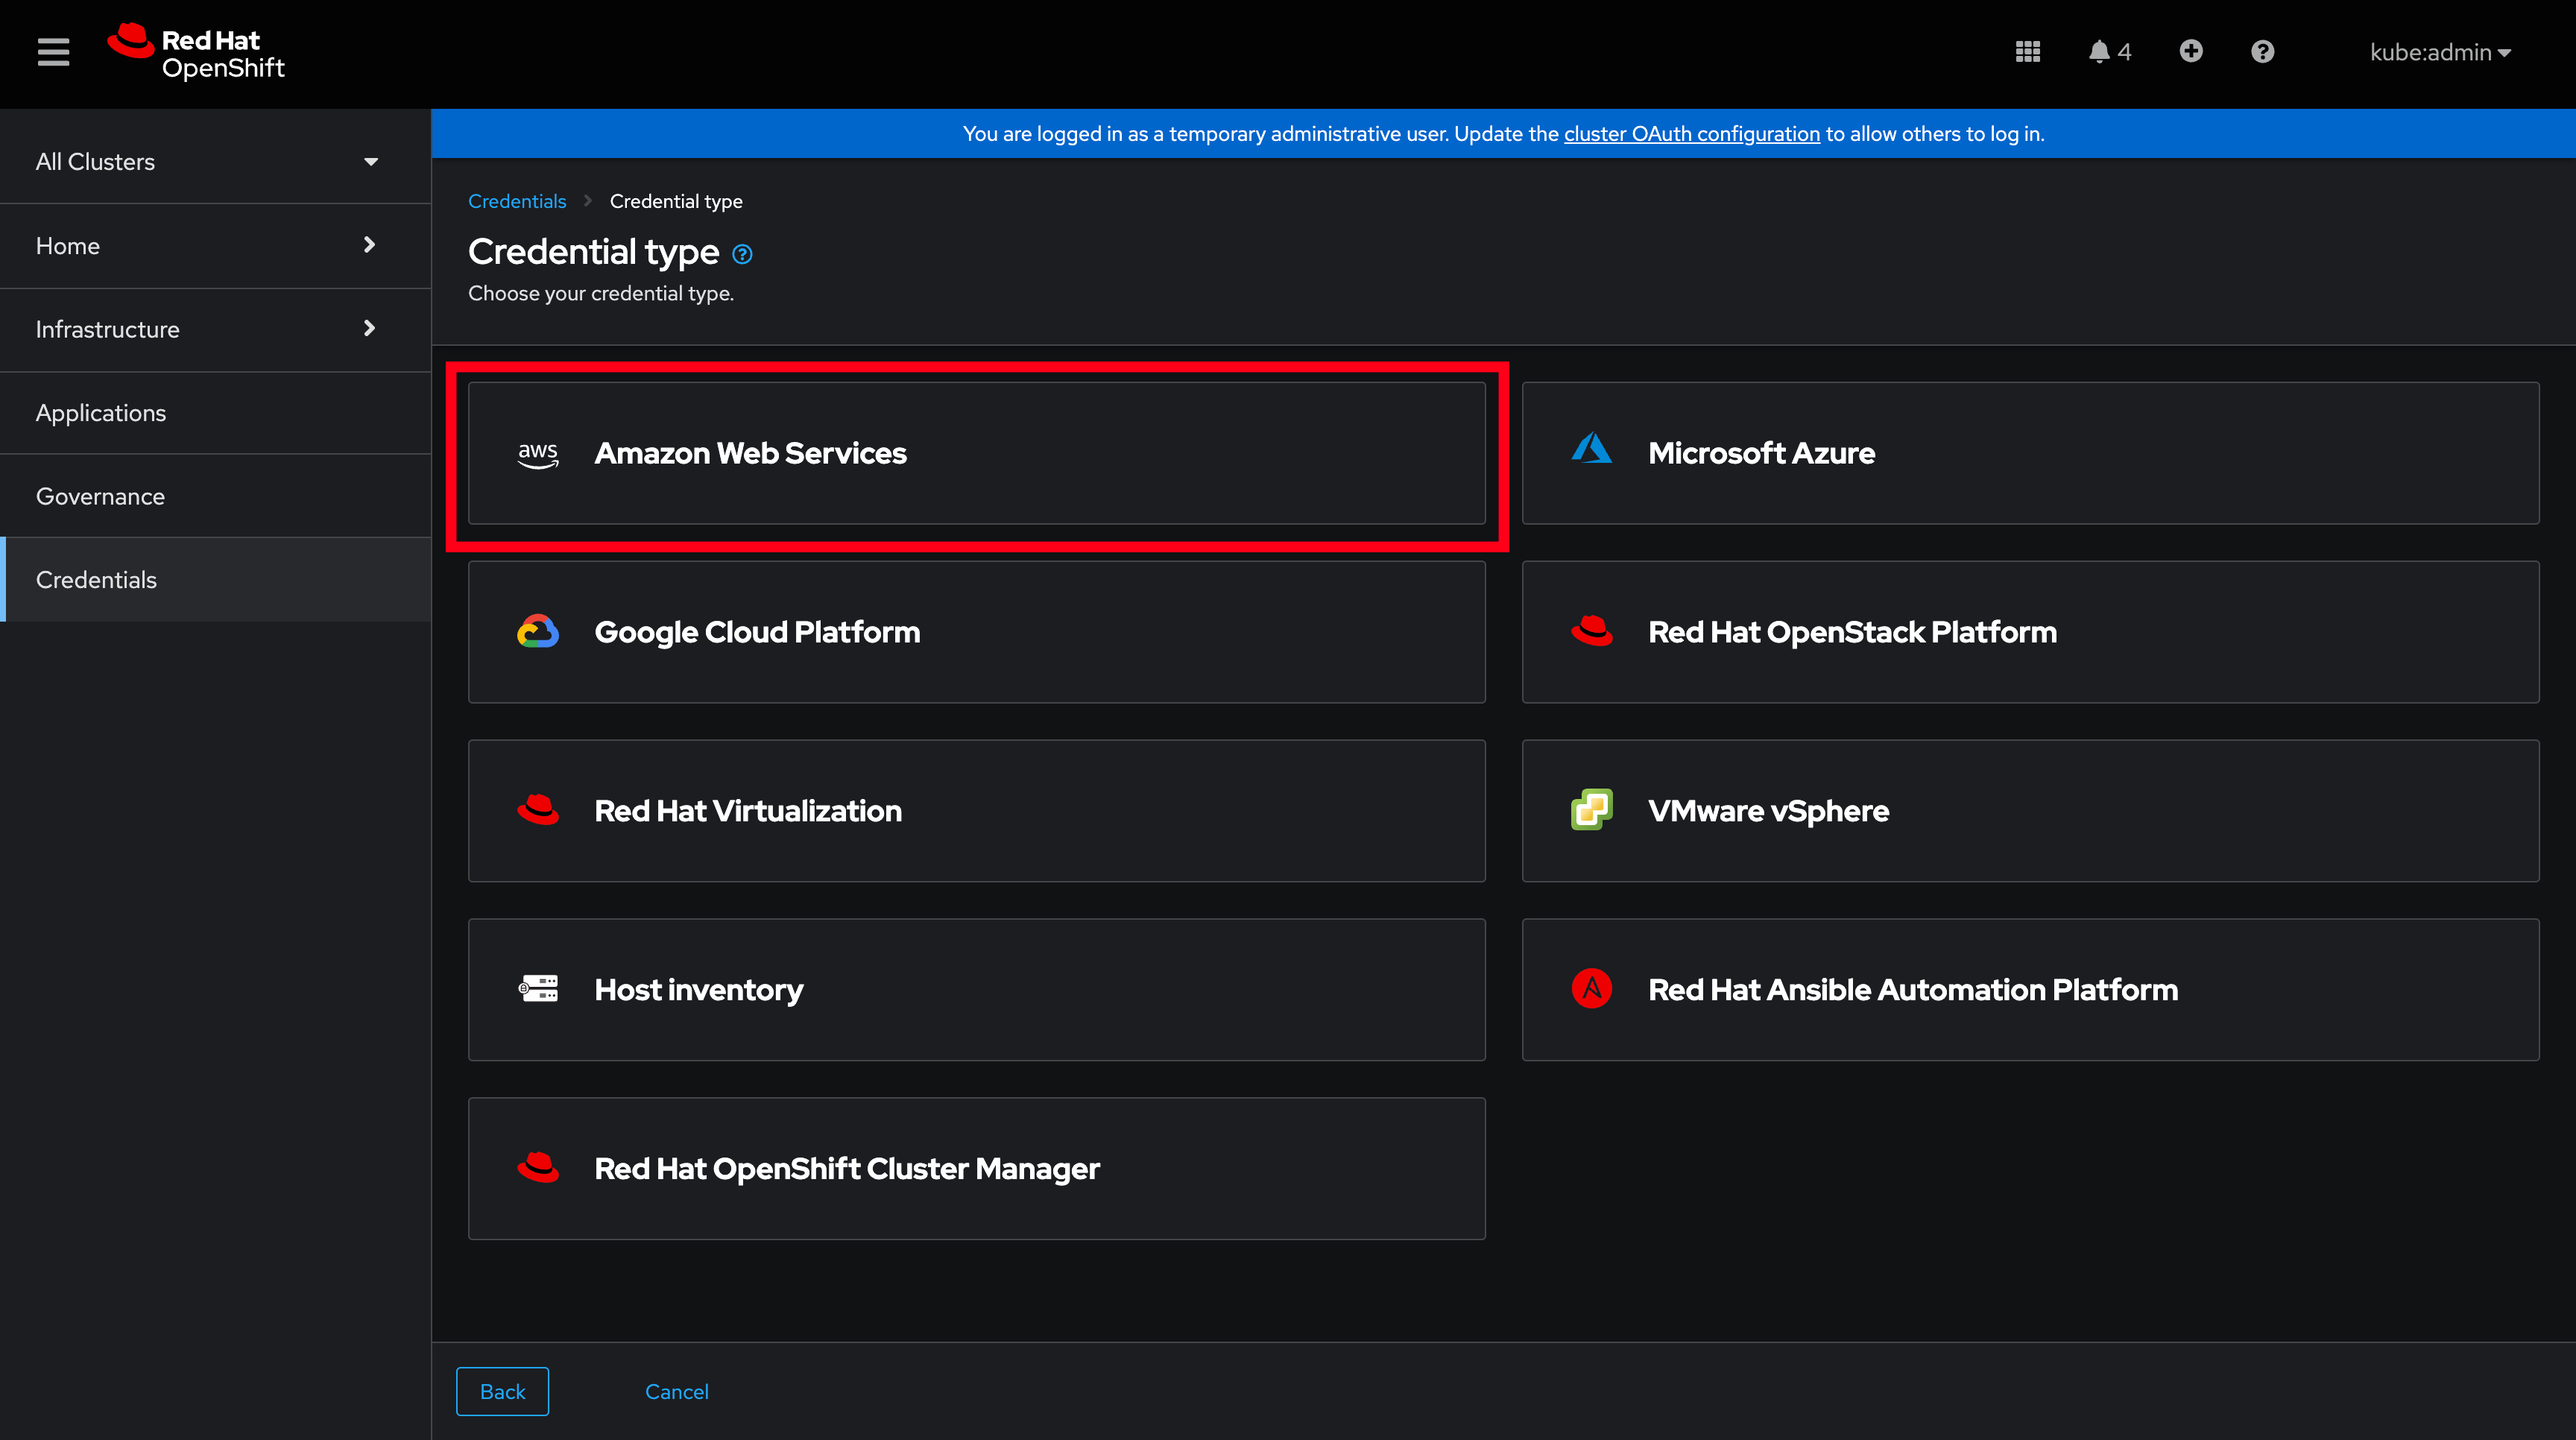 Red Hat
OpenShift
4
kube:admin
You are logged in as a temporary administrative user. Update the cluster OAuth configuration to allow others to log in.
All Clusters
Home
Infrastructure
Applications
Governance
Credentials
Credentials
Credential type
Credential type
Choose your credential type.
aws
Amazon Web Services
Microsoft Azure
Google Cloud Platform
Red Hat OpenStack Platform
Red Hat Virtualization
VMware vSphere
Host inventory
Red Hat Ansible Automation Platform
Red Hat OpenShift Cluster Manager
Back
Cancel